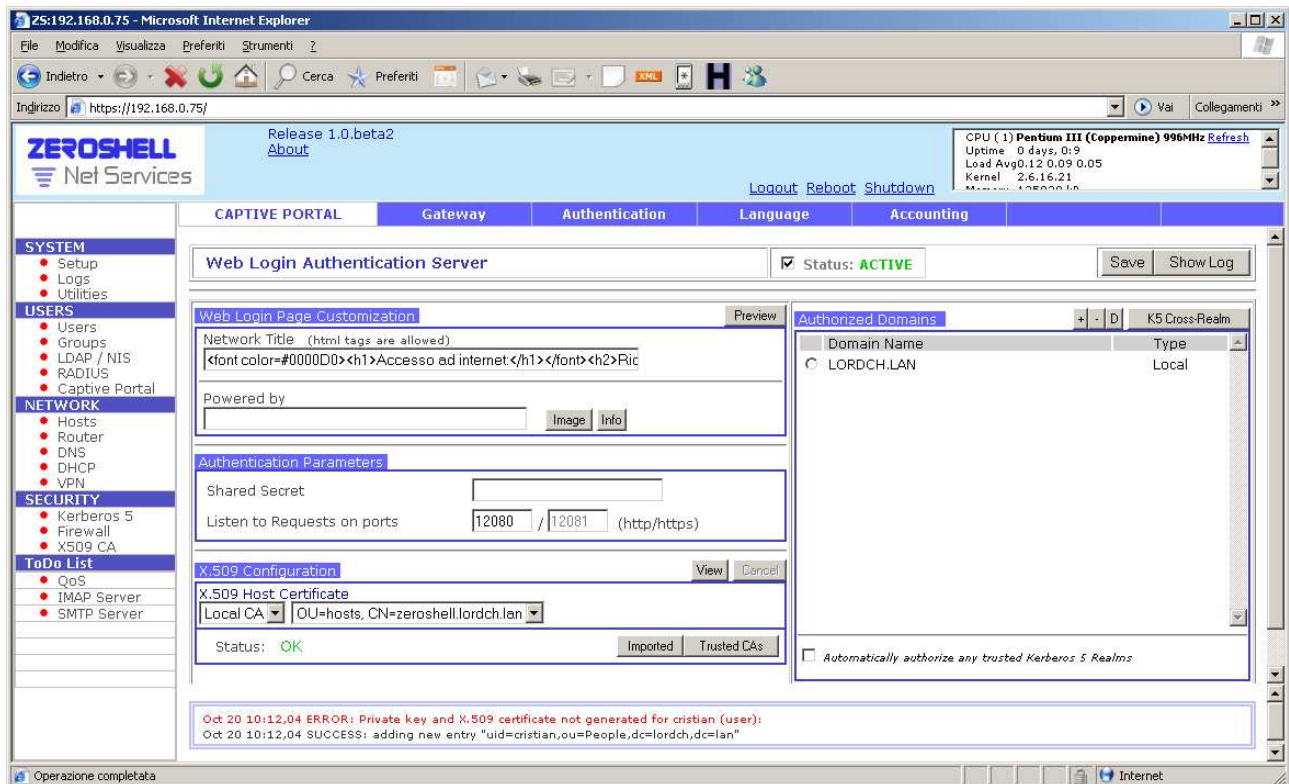 ZS:192.168.0.75 - Microsoft Internet Explorer
File Modifica Visualizza Preferiti Strumenti ?
Indietro Cerca Preferiti XML H
Indirizzo https://192.168.0.75/ Vai Collegamenti »
ZEROSHELL
Net Services
Release 1.0.beta2
About
Logout Reboot Shutdown
CPU ( 1) Pentium III (Coppermine) 996MHz Refresh
Uptime 0 days, 0:9
Load Avg0.12 0.09 0.05
Kernel 2.6.16.21
CAPTIVE PORTAL Gateway Authentication Language Accounting
SYSTEM
Setup
Logs
Utilities
USERS
Users
Groups
LDAP / NIS
RADIUS
Captive Portal
NETWORK
Hosts
Router
DNS
DHCP
VPN
SECURITY
Kerberos 5
Firewall
X509 CA
ToDo List
QoS
IMAP Server
SMTP Server
Web Login Authentication Server Status: ACTIVE Save Show Log
Web Login Page Customization Preview
Network Title (html tags are allowed)
<font color=#0000D0><h1>Accesso ad internet</h1></font><h2>Ric
Powered by
Image Info
Authentication Parameters
Shared Secret
Listen to Requests on ports 12080 / 12081 (http/https)
X.509 Configuration View Cancel
X.509 Host Certificate
Local CA OU=hosts, CN=zeroshell.lordch.lan
Status: OK Imported Trusted CAs
Authorized Domains + - D K5 Cross-Realm
Domain Name Type
LORDCH.LAN Local
Automatically authorize any trusted Kerberos 5 Realms
Oct 20 10:12,04 ERROR: Private key and X.509 certificate not generated for cristian (user):
Oct 20 10:12,04 SUCCESS: adding new entry "uid=cristian,ou=People,dc=lordch,dc=lan"
Operazione completata Internet